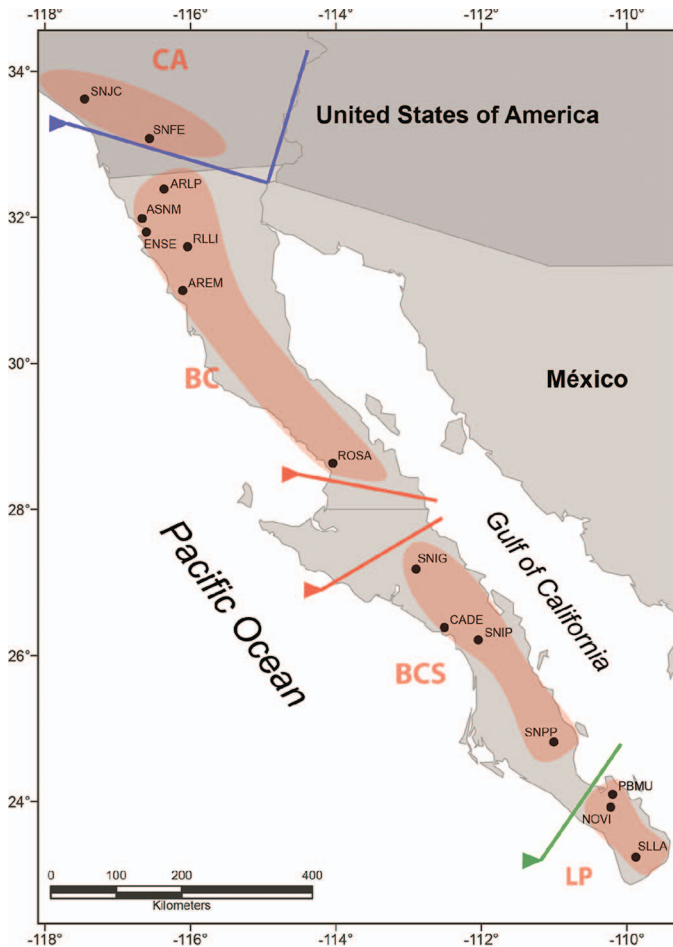 -118° -116° -114° -112° -110°
34°
CA
SNJC
United States of America
SNFE
ARLP
32°
ASNM
ENSE
RLLI
AREM
30°
BC
México
ROSA
28°
Gulf of California
Pacific Ocean
SNIG
CADE
SNIP
26°
BCS
SNPP
24°
PBMU
NOVI
SLLA
LP
0 100 200 400
Kilometers
-118° -116° -114° -112° -110°